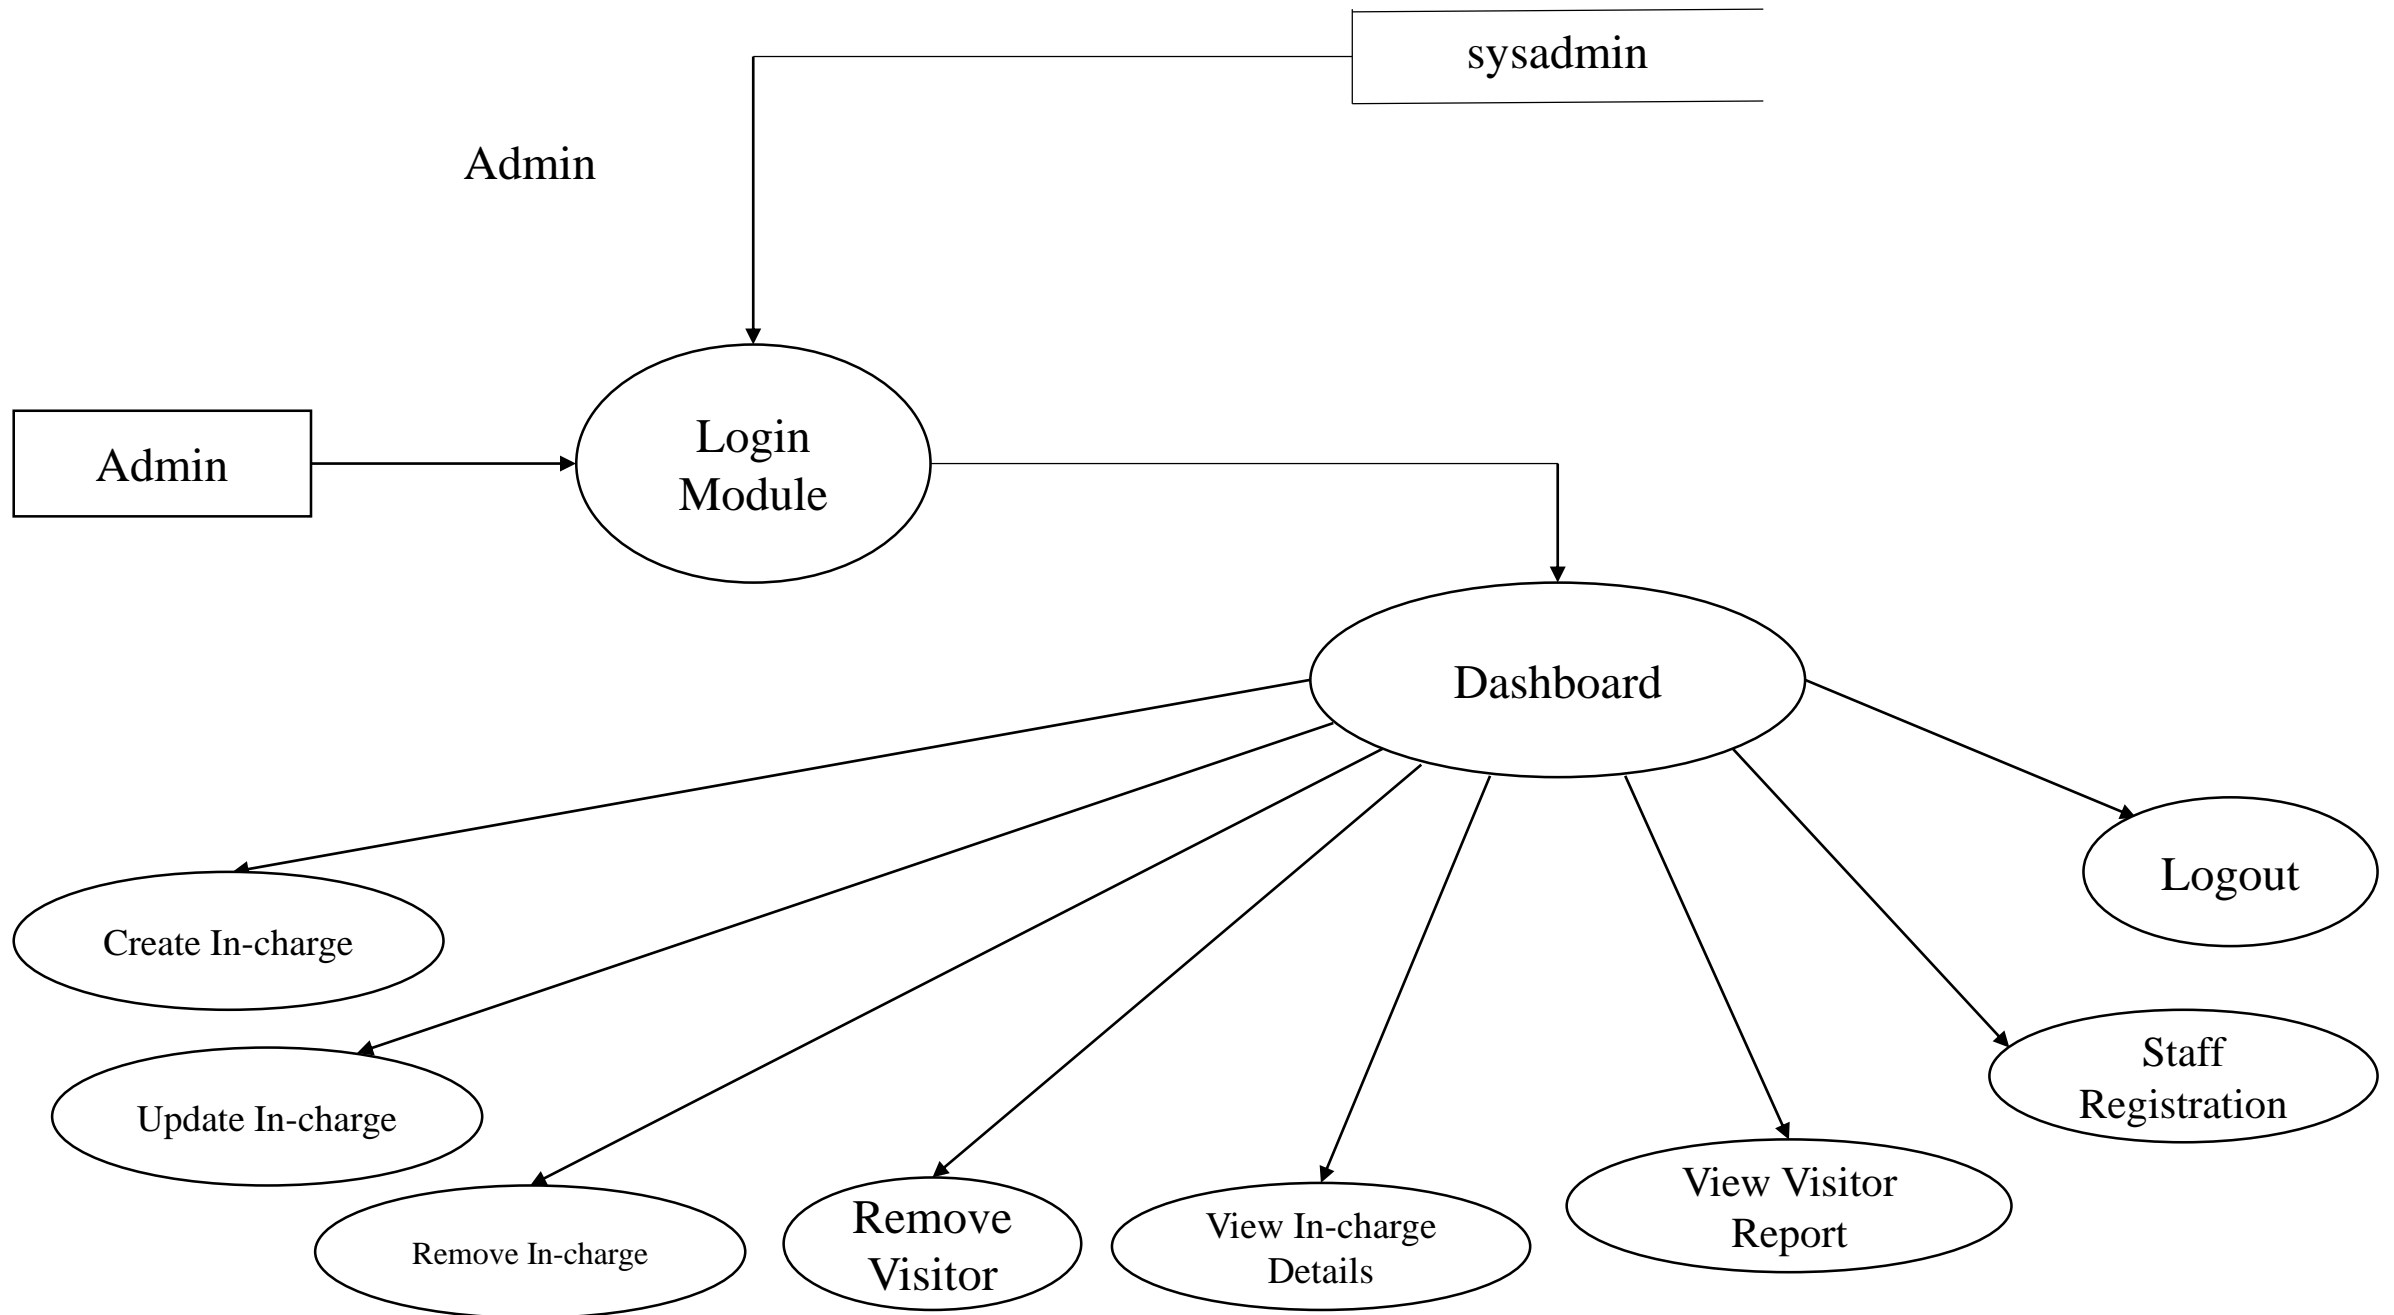 sysadmin
Admin
Admin
Login
Module
Dashboard
Logout
Create In-charge
Staff
Registration
Update In-charge
View Visitor
Report
Remove
Visitor
View In-charge
Details
Remove In-charge